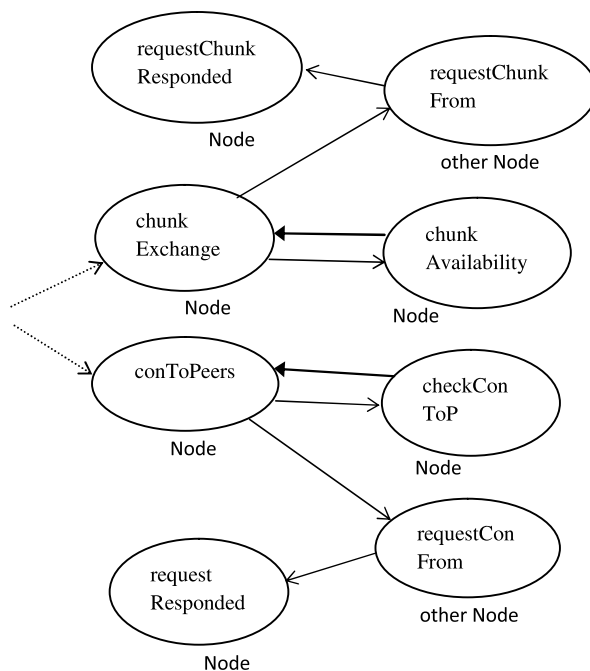 requestChunk
Responded
Node
requestChunk
From
other Node
chunk
Exchange
Node
chunk
Availability
Node
conToPeers
Node
checkCon
ToP
Node
requestCon
From
other Node
request
Responded
Node